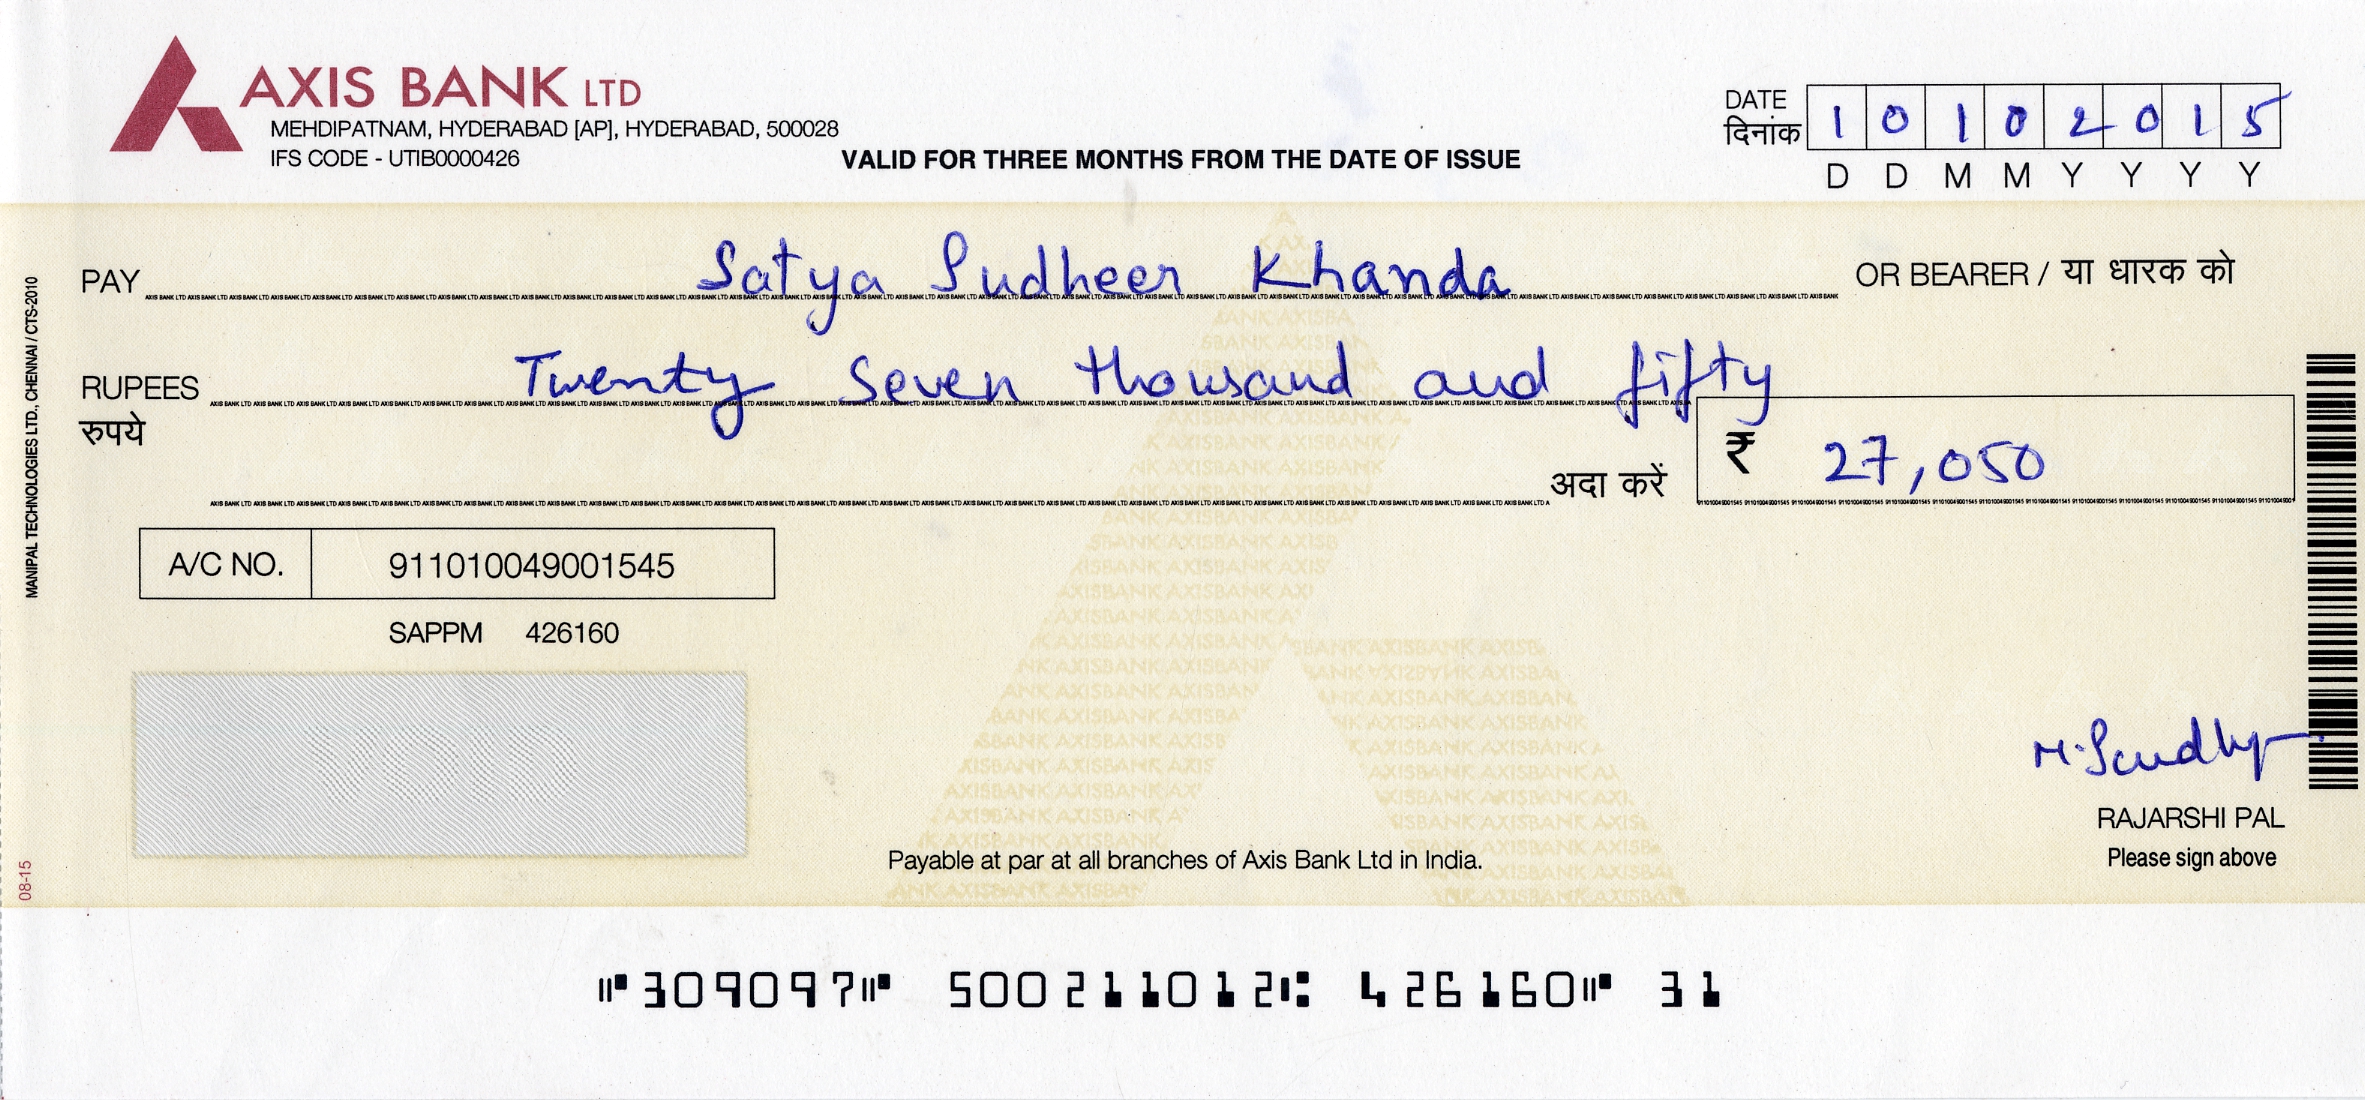 AXIS BANK LTD
MEHDIPATNAM, HYDERABAD [AP], HYDERABAD, 500028
IFS CODE - UTIB0000426
VALID FOR THREE MONTHS FROM THE DATE OF ISSUE
DATE
दिनांक
1 0 1 0 2 0 1 5
D D M M Y Y Y Y
PAY Satya Sudheer Khanda OR BEARER / या धारक को
RUPEES Twenty Seven thousand and fifty
रुपये
अदा करें ₹ 27,050
A/C NO. 911010049001545
SAPPM 426160
VOID
RAJARSHI PAL
Please sign above
Payable at par at all branches of Axis Bank Ltd in India.
MANIPAL TECHNOLOGIES LTD., CHENNAI / CTS-2010
08-15
⑈309097⑈ 500211012⑆ 426160⑈ 31